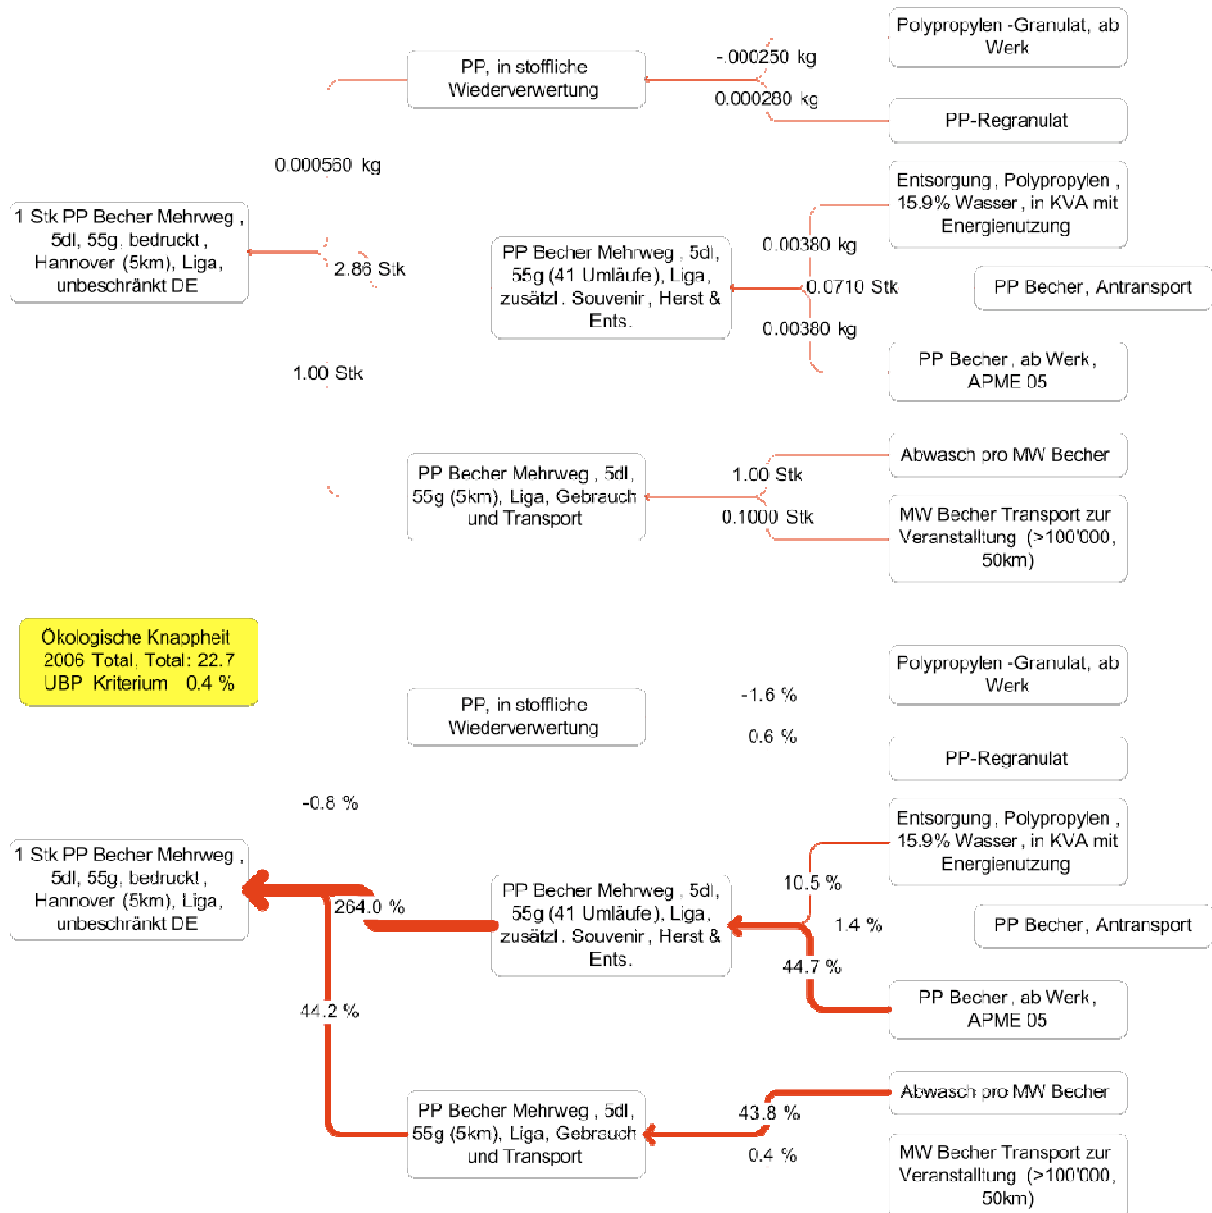 Polypropylen-Granulat, ab
Werk
-.000250 kg
PP, in stoffliche
Wiederverwertung
0.000280 kg
PP-Regranulat
0.000560 kg
Entsorgung, Polypropylen,
15.9% Wasser, in KVA mit
Energienutzung
1 Stk PP Becher Mehrweg,
5dl, 55g, bedruckt,
Hannover (5km), Liga,
unbeschränkt DE
2.86 Stk
PP Becher Mehrweg, 5dl,
55g (41 Umläufe), Liga,
zusätzl. Souvenir, Herst &
Ents.
0.00380 kg
0.0710 Stk
PP Becher, Antransport
0.00380 kg
PP Becher, ab Werk,
APME 05
1.00 Stk
PP Becher Mehrweg, 5dl,
55g (5km), Liga, Gebrauch
und Transport
1.00 Stk
Abwasch pro MW Becher
0.1000 Stk
MW Becher Transport zur
Veranstalltung (>100'000,
50km)
Ökologische Knappheit
2006 Total, Total: 22.7
UBP Kriterium 0.4 %
Polypropylen-Granulat, ab
Werk
-1.6 %
PP, in stoffliche
Wiederverwertung
0.6 %
PP-Regranulat
-0.8 %
Entsorgung, Polypropylen,
15.9% Wasser, in KVA mit
Energienutzung
1 Stk PP Becher Mehrweg,
5dl, 55g, bedruckt,
Hannover (5km), Liga,
unbeschränkt DE
264.0 %
PP Becher Mehrweg, 5dl,
55g (41 Umläufe), Liga,
zusätzl. Souvenir, Herst &
Ents.
10.5 %
1.4 %
PP Becher, Antransport
44.7 %
PP Becher, ab Werk,
APME 05
44.2 %
PP Becher Mehrweg, 5dl,
55g (5km), Liga, Gebrauch
und Transport
43.8 %
Abwasch pro MW Becher
0.4 %
MW Becher Transport zur
Veranstalltung (>100'000,
50km)